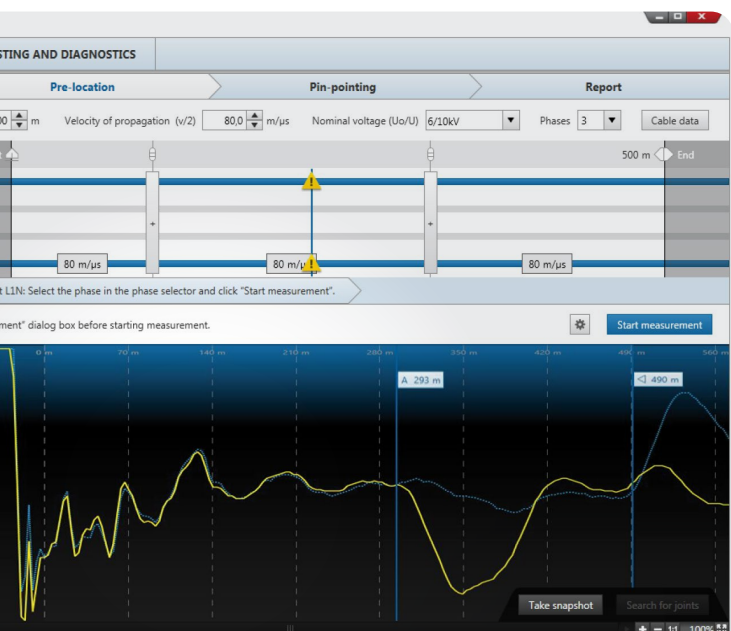 STING AND DIAGNOSTICS
Pre-location Pin-pointing Report
00 m Velocity of propagation (v/2) 80,0 m/µs Nominal voltage (Uo/U) 6/10kV Phases 3 Cable data
500 m End
+ +
80 m/µs 80 m/µ 80 m/µs
t L1N: Select the phase in the phase selector and click "Start measurement".
ment" dialog box before starting measurement. Start measurement
0 m 70 m 140 m 210 m 280 m 350 m 420 m 490 m 560 m
A 293 m 490 m
Take snapshot Search for joints
+ − 1:1 100%